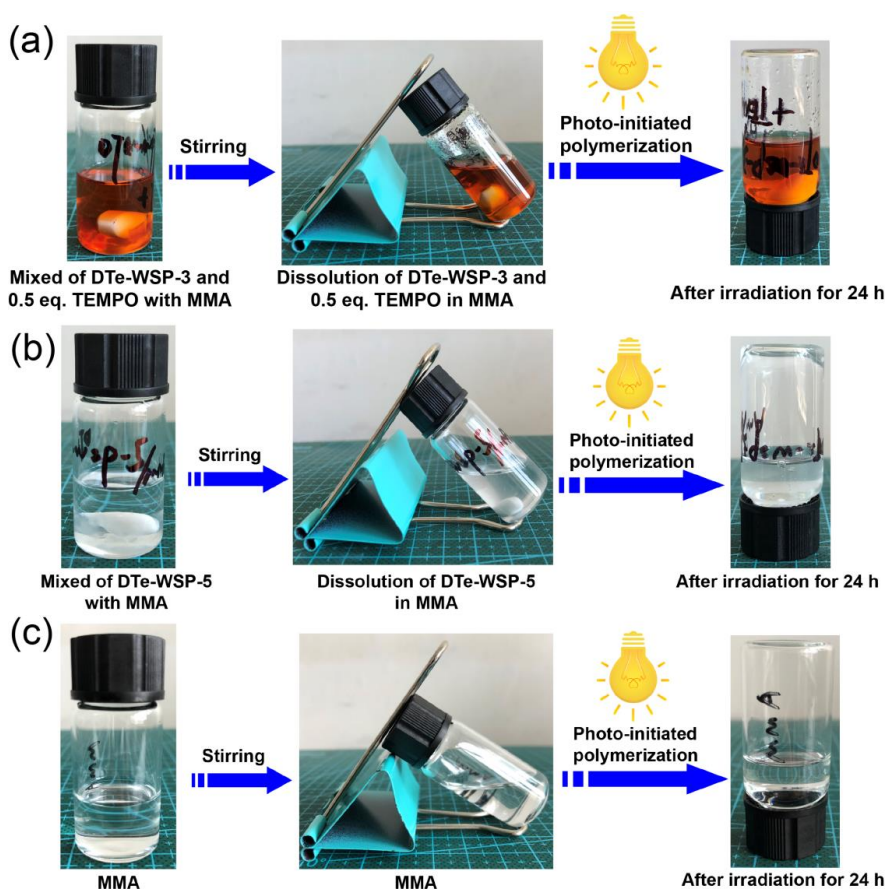 (a)
Stirring
Photo-initiated
polymerization
Mixed of DTe-WSP-3 and
0.5 eq. TEMPO with MMA
Dissolution of DTe-WSP-3 and
0.5 eq. TEMPO in MMA
After irradiation for 24 h
(b)
Stirring
Photo-initiated
polymerization
Mixed of DTe-WSP-5
with MMA
Dissolution of DTe-WSP-5
in MMA
After irradiation for 24 h
(c)
Stirring
Photo-initiated
polymerization
MMA
MMA
After irradiation for 24 h